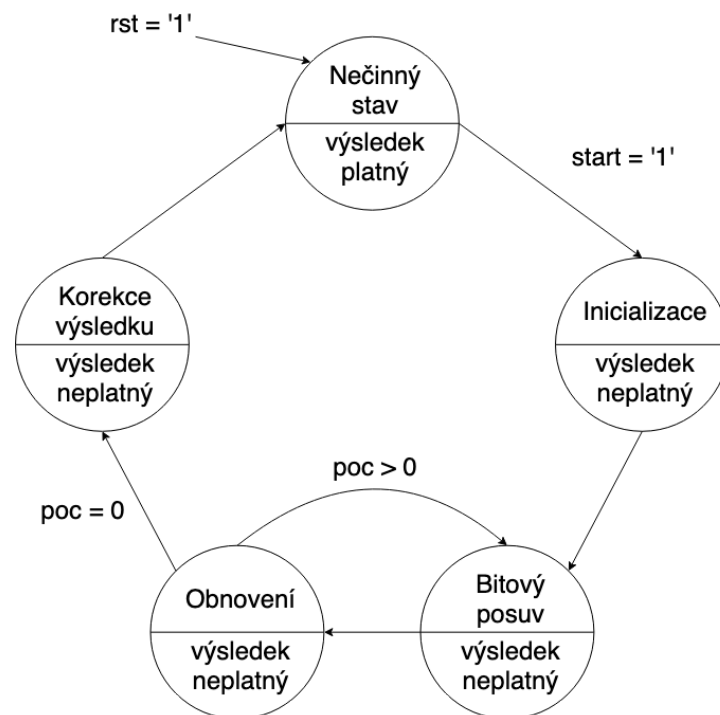 rst = '1'
Nečinný
stav
výsledek
platný
start = '1'
Korekce
výsledku
výsledek
neplatný
Inicializace
výsledek
neplatný
poc > 0
poc = 0
Obnovení
výsledek
neplatný
Bitový
posuv
výsledek
neplatný